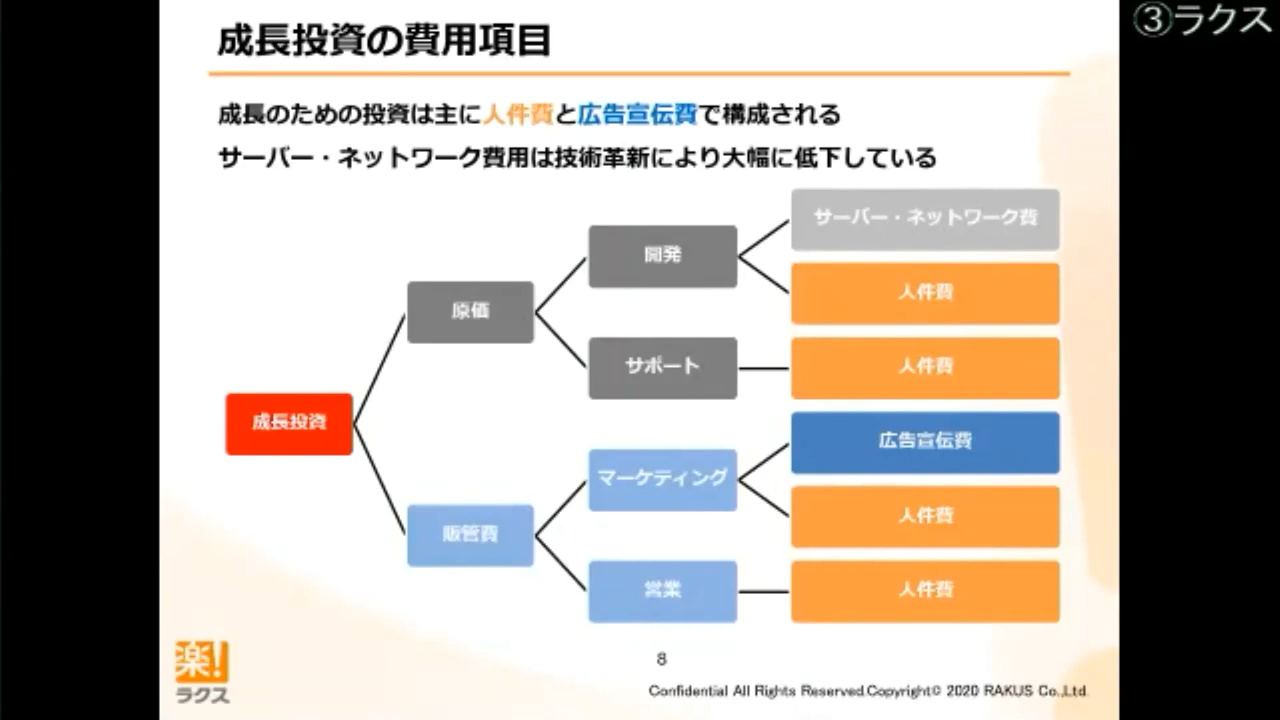 ③ラクス
成長投資の費用項目
成長のための投資は主に人件費と広告宣伝費で構成される
サーバー・ネットワーク費用は技術革新により大幅に低下している
サーバー・ネットワーク費
開発
人件費
原価
サポート
人件費
成長投資
広告宣伝費
マーケティング
人件費
販管費
営業
人件費
楽!
ラクス
8
Confidential All Rights Reserved.Copyright© 2020 RAKUS Co.,Ltd.